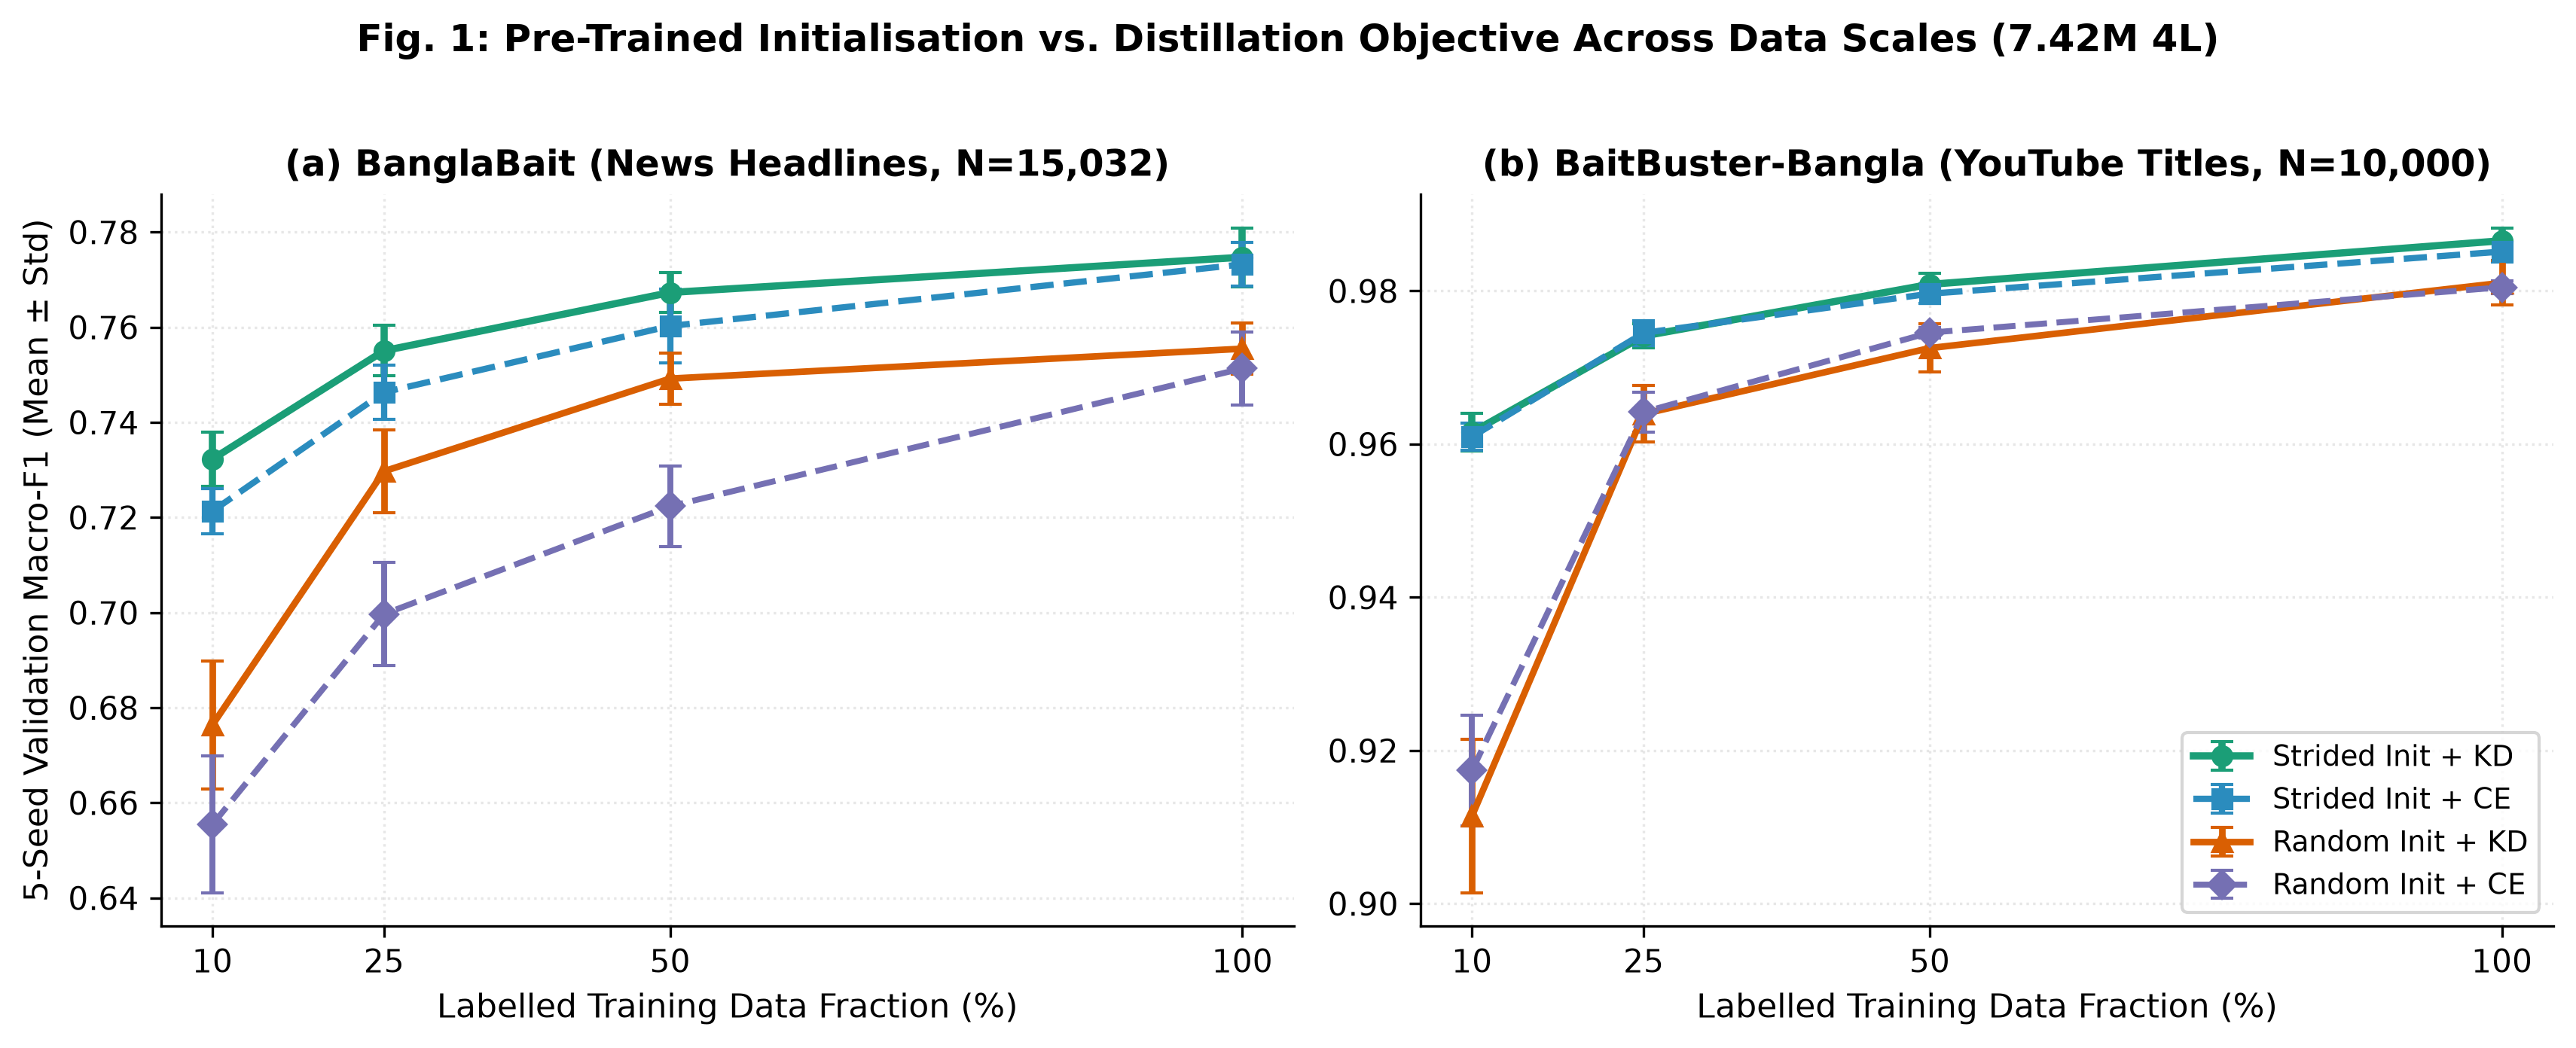 Fig. 1: Pre-Trained Initialisation vs. Distillation Objective Across Data Scales (7.42M 4L)
(a) BanglaBait (News Headlines, N=15,032)
5-Seed Validation Macro-F1 (Mean ± Std)
0.78
0.76
0.74
0.72
0.70
0.68
0.66
0.64
10 25 50 100
Labelled Training Data Fraction (%)
(b) BaitBuster-Bangla (YouTube Titles, N=10,000)
0.98
0.96
0.94
0.92
0.90
Strided Init + KD
Strided Init + CE
Random Init + KD
Random Init + CE
10 25 50 100
Labelled Training Data Fraction (%)